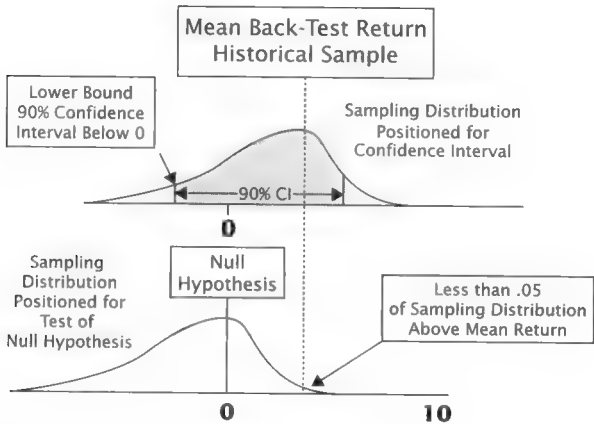 Mean Back-Test Return
Historical Sample
Lower Bound
90% Confidence
Interval Below 0
Sampling Distribution
Positioned for
Confidence Interval
90% CI
0
Sampling
Distribution
Positioned for
Test of
Null Hypothesis
Null
Hypothesis
Less than .05
of Sampling Distribution
Above Mean Return
0
10